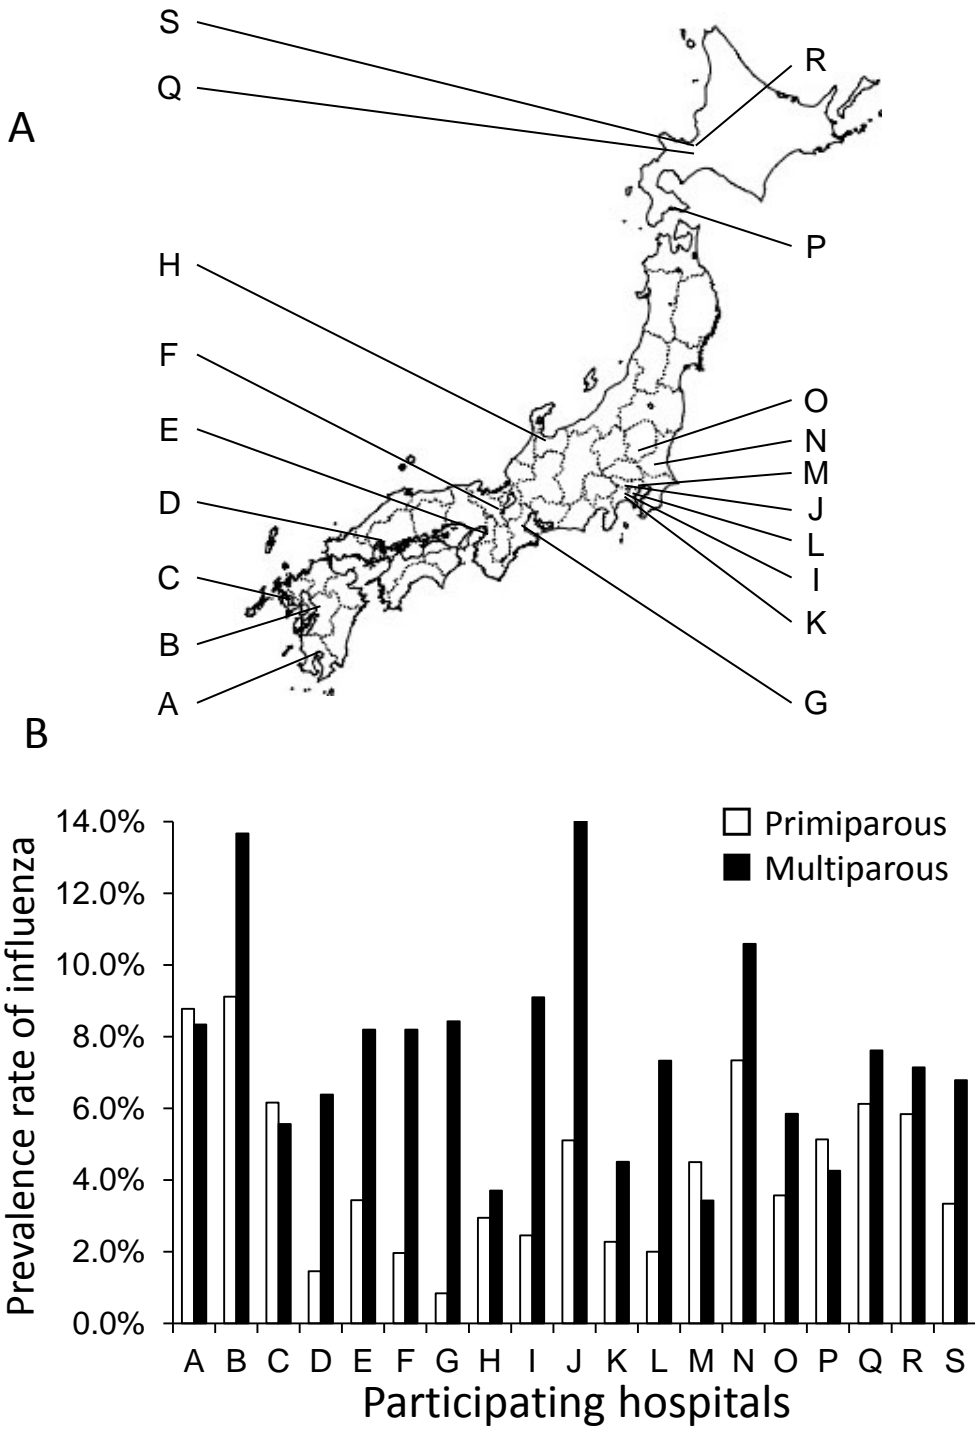 A
S
Q
R
P
H
F
E
D
C
B
A
O
N
M
J
L
I
K
G
B
Prevalence rate of influenza
14.0%
12.0%
10.0%
8.0%
6.0%
4.0%
2.0%
0.0%
Primiparous
Multiparous
A B C D E F G H I J K L M N O P Q R S
Participating hospitals